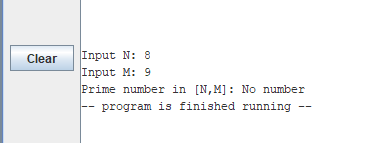 Clear
Input N: 8
Input M: 9
Prime number in [N,M]: No number
-- program is finished running --